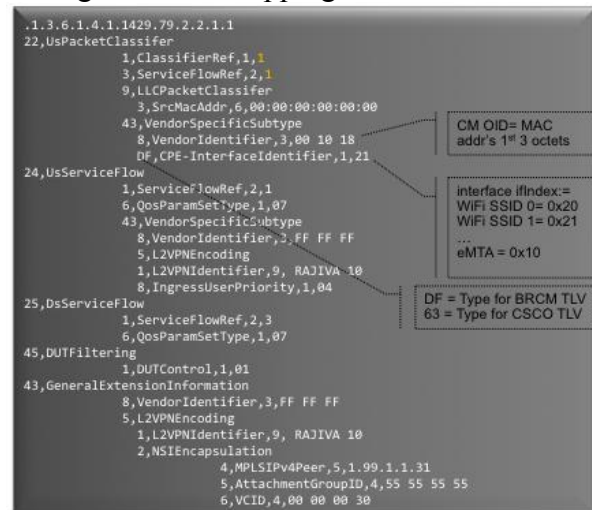 .1.3.6.1.4.1.1429.79.2.2.1.1
22,UsPacketClassifer
1,ClassifierRef,1,1
3,ServiceFlowRef,2,1
9,LLCPacketClassifer
3,SrcMacAddr,6,00:00:00:00:00:00
43,VendorSpecificSubtype
8,VendorIdentifier,3,00 10 18
DF,CPE-InterfaceIdentifier,1,21
24,UsServiceFlow
1,ServiceFlowRef,2,1
6,QosParamSetType,1,07
43,VendorSpecificSubtype
8,VendorIdentifier,3,FF FF FF
5,L2VPNEncoding
1,L2VPNIdentifier,9, RAJIVA 10
8,IngressUserPriority,1,04
25,DsServiceFlow
1,ServiceFlowRef,2,3
6,QosParamSetType,1,07
45,DUTFiltering
1,DUTControl,1,01
43,GeneralExtensionInformation
8,VendorIdentifier,3,FF FF FF
5,L2VPNEncoding
1,L2VPNIdentifier,9, RAJIVA 10
2,NSIEncapsulation
4,MPLSIPv4Peer,5,1.99.1.1.31
5,AttachmentGroupID,4,55 55 55 55
6,VCID,4,00 00 00 30
CM OID= MAC
addr's 1st 3 octets
interface ifIndex:=
WiFi SSID 0= 0x20
WiFi SSID 1= 0x21
...
eMTA = 0x10
DF = Type for BRCM TLV
63 = Type for CSCO TLV